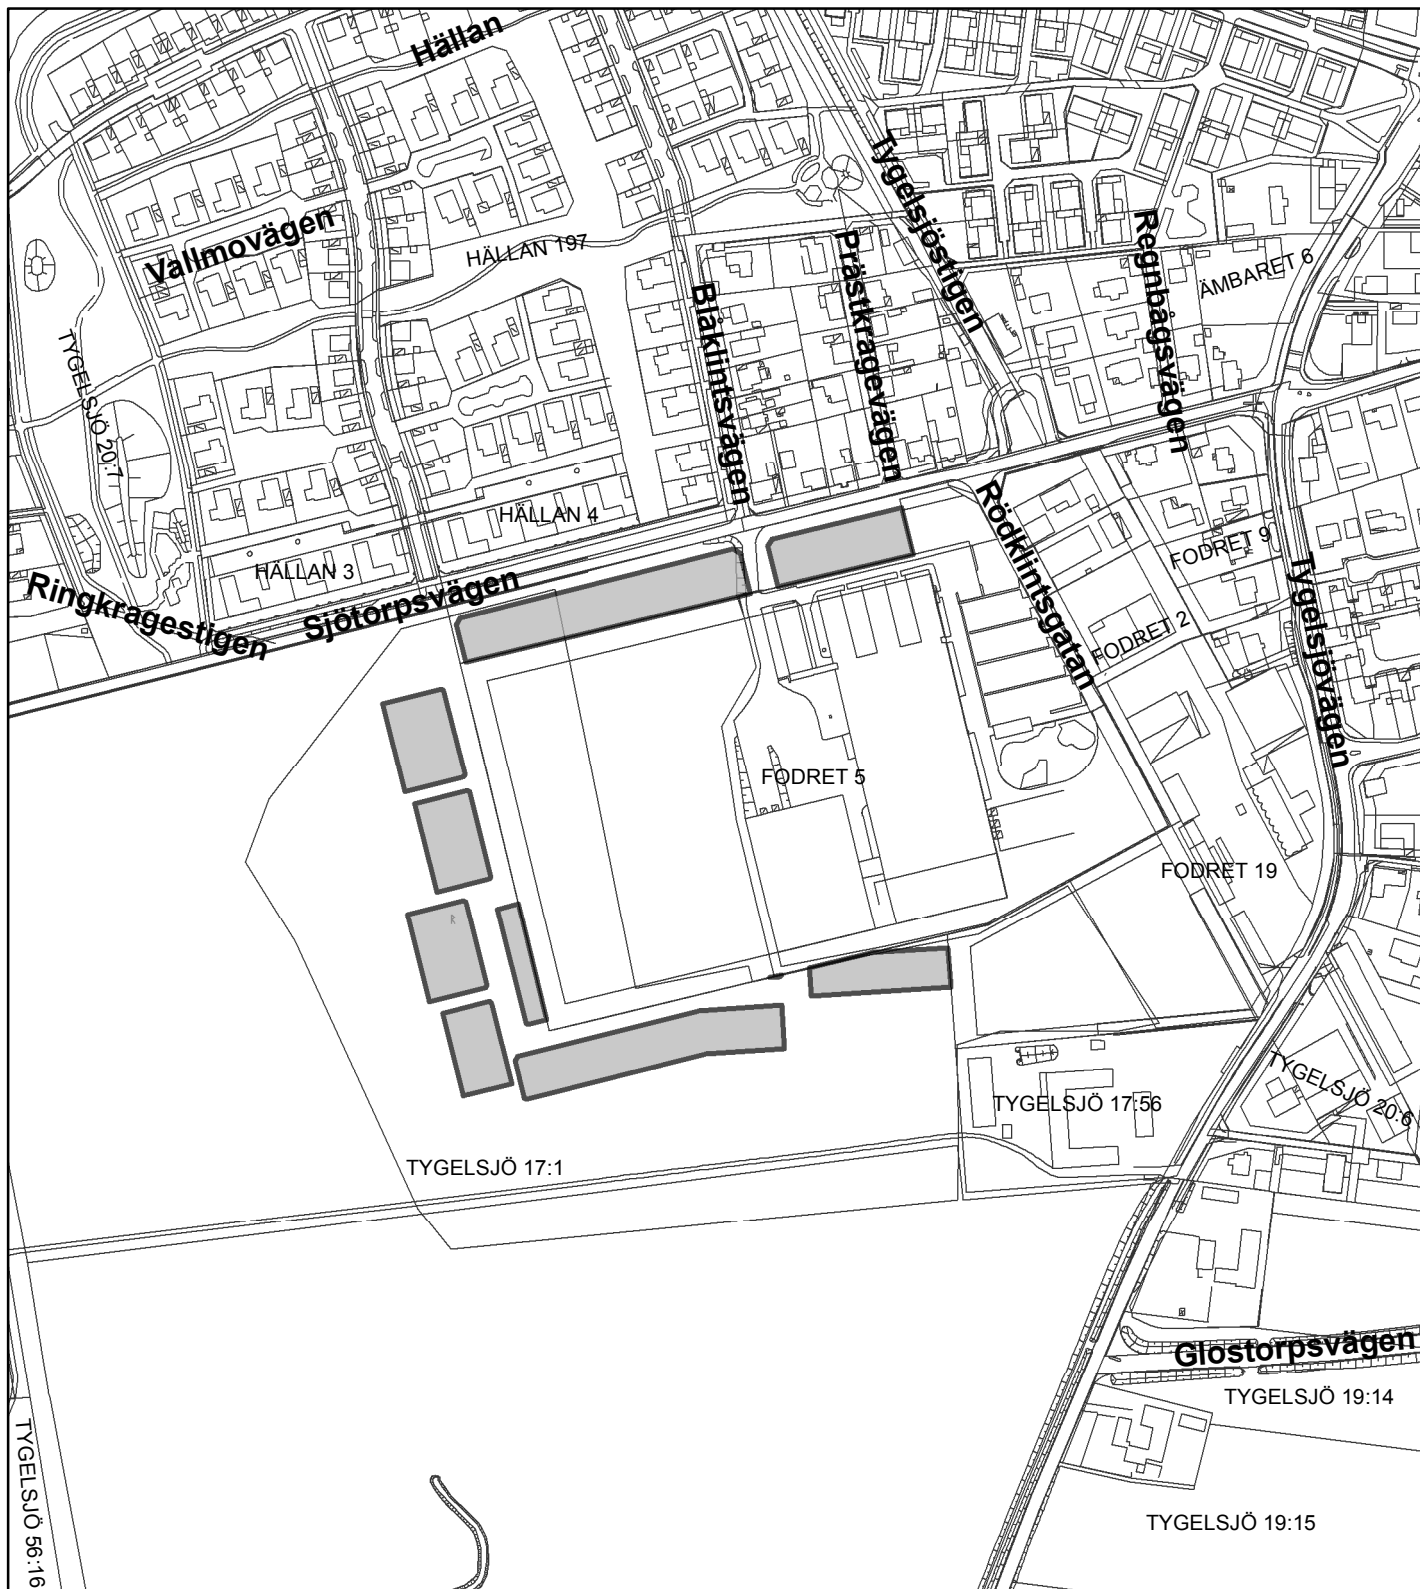 Hällan
Tygelsjöstigen
Vallmovägen
HÄLLAN 197
Prästkragevägen
Regnbågsvägen
ÄMBARET 6
Blåklintsvägen
TYGELSJÖ 20:7
HÄLLAN 4
HÄLLAN 3
Rödklintsgatan
FODRET 9
Ringkragestigen
Sjötorpsvägen
FODRET 2
Tygelsjövägen
FODRET 5
FODRET 19
TYGELSJÖ 17:56
TYGELSJÖ 20:6
TYGELSJÖ 17:1
Glostorpsvägen
TYGELSJÖ 19:14
TYGELSJÖ 56:16
TYGELSJÖ 19:15